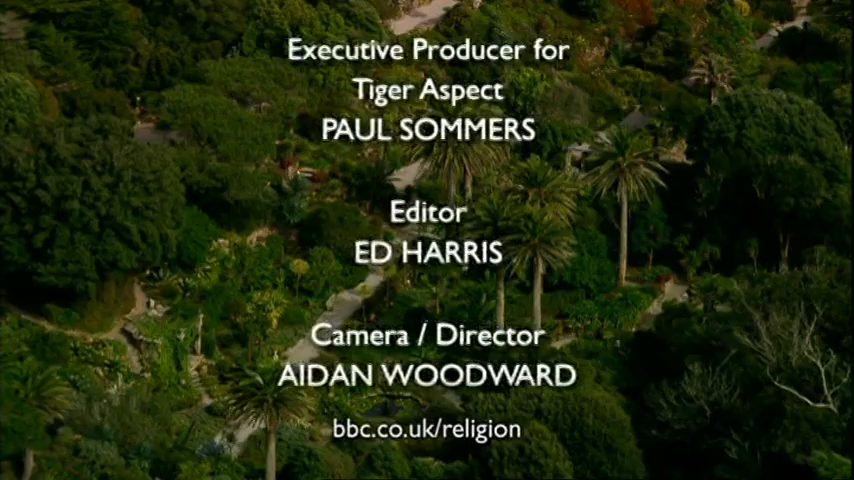 Executive Producer for
Tiger Aspect
PAUL SOMMERS
Editor
ED HARRIS
Camera / Director
AIDAN WOODWARD
bbc.co.uk/religion